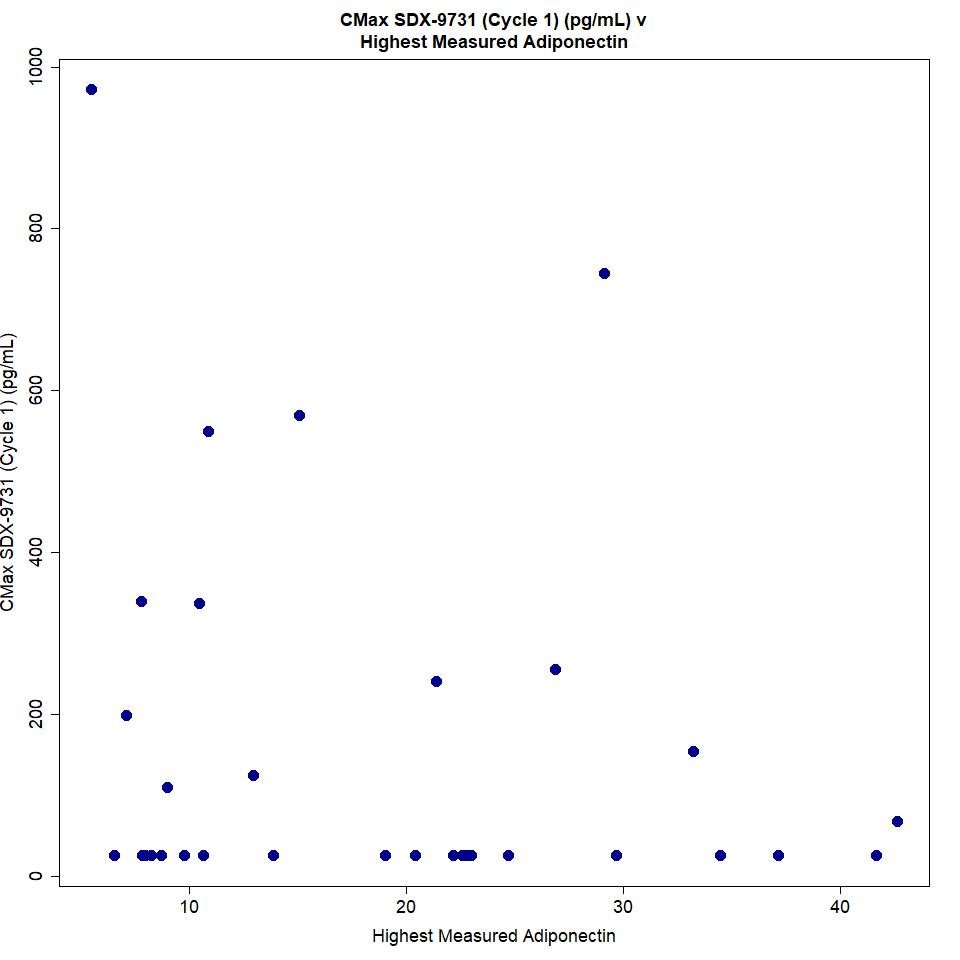 CMax SDX-9731 (Cycle 1) (pg/mL) v
Highest Measured Adiponectin
1000
800
600
400
200
0
CMax SDX-9731 (Cycle 1) (pg/mL)
10
20
30
40
Highest Measured Adiponectin